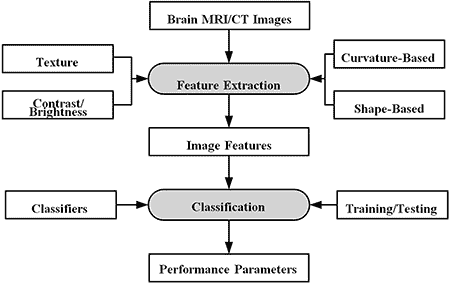 Brain MRI/CT Images
Texture
Curvature-Based
Feature Extraction
Contrast/
Brightness
Shape-Based
Image Features
Classifiers
Classification
Training/Testing
Performance Parameters